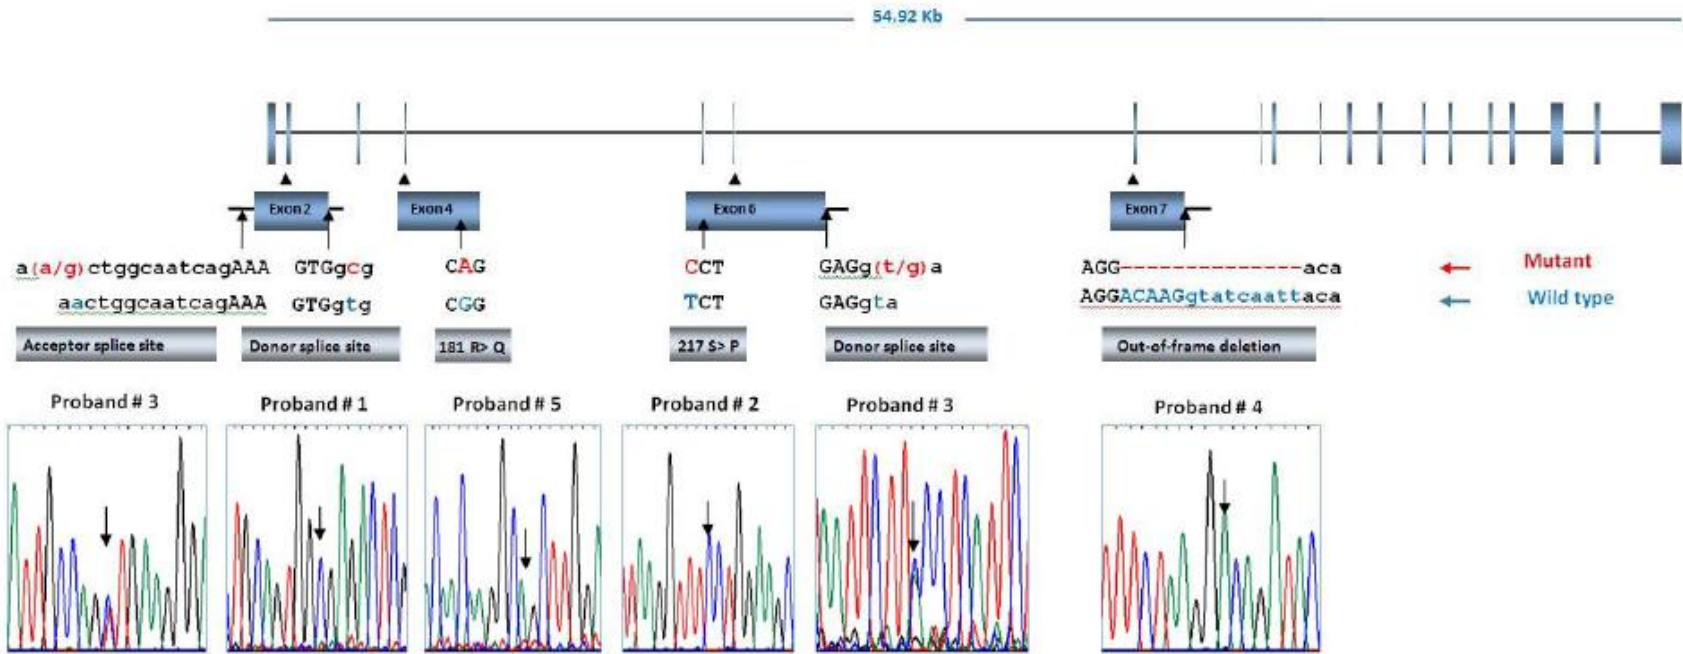 54.92 Kb
Exon 2
Exon 4
Exon 6
Exon 7
a(a/g)ctggcaatcagAAA GTGgcg CAG CCT GAGg(t/g)a AGG---------------aca Mutant
aactggcaatcagAAA GTGgtg CGG TCT GAGgta AGGACAAGgtatcaattaca Wild type
Acceptor splice site Donor splice site 181 R> Q 217 S> P Donor splice site Out-of-frame deletion
Proband # 3 Proband # 1 Proband # 5 Proband # 2 Proband # 3 Proband # 4